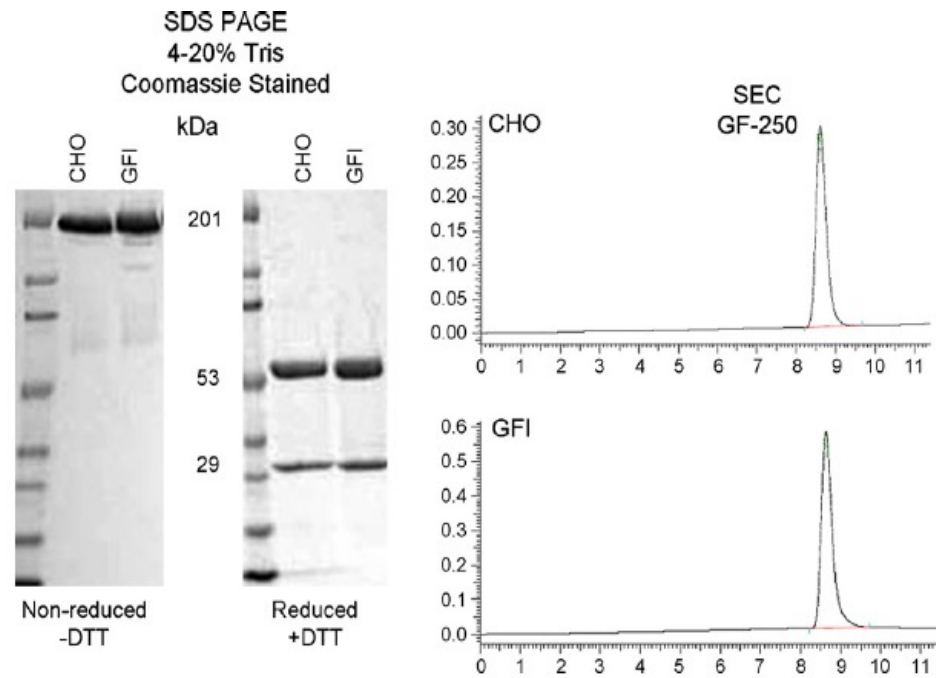 SDS PAGE
4-20% Tris
Coomassie Stained
kDa
CHO
GFI
CHO
GFI
201
53
29
Non-reduced
-DTT
Reduced
+DTT
SEC
GF-250
CHO
0.30
0.25
0.20
0.15
0.10
0.05
0.00
0 1 2 3 4 5 6 7 8 9 10 11
GFI
0.6
0.5
0.4
0.3
0.2
0.1
0.0
0 1 2 3 4 5 6 7 8 9 10 11